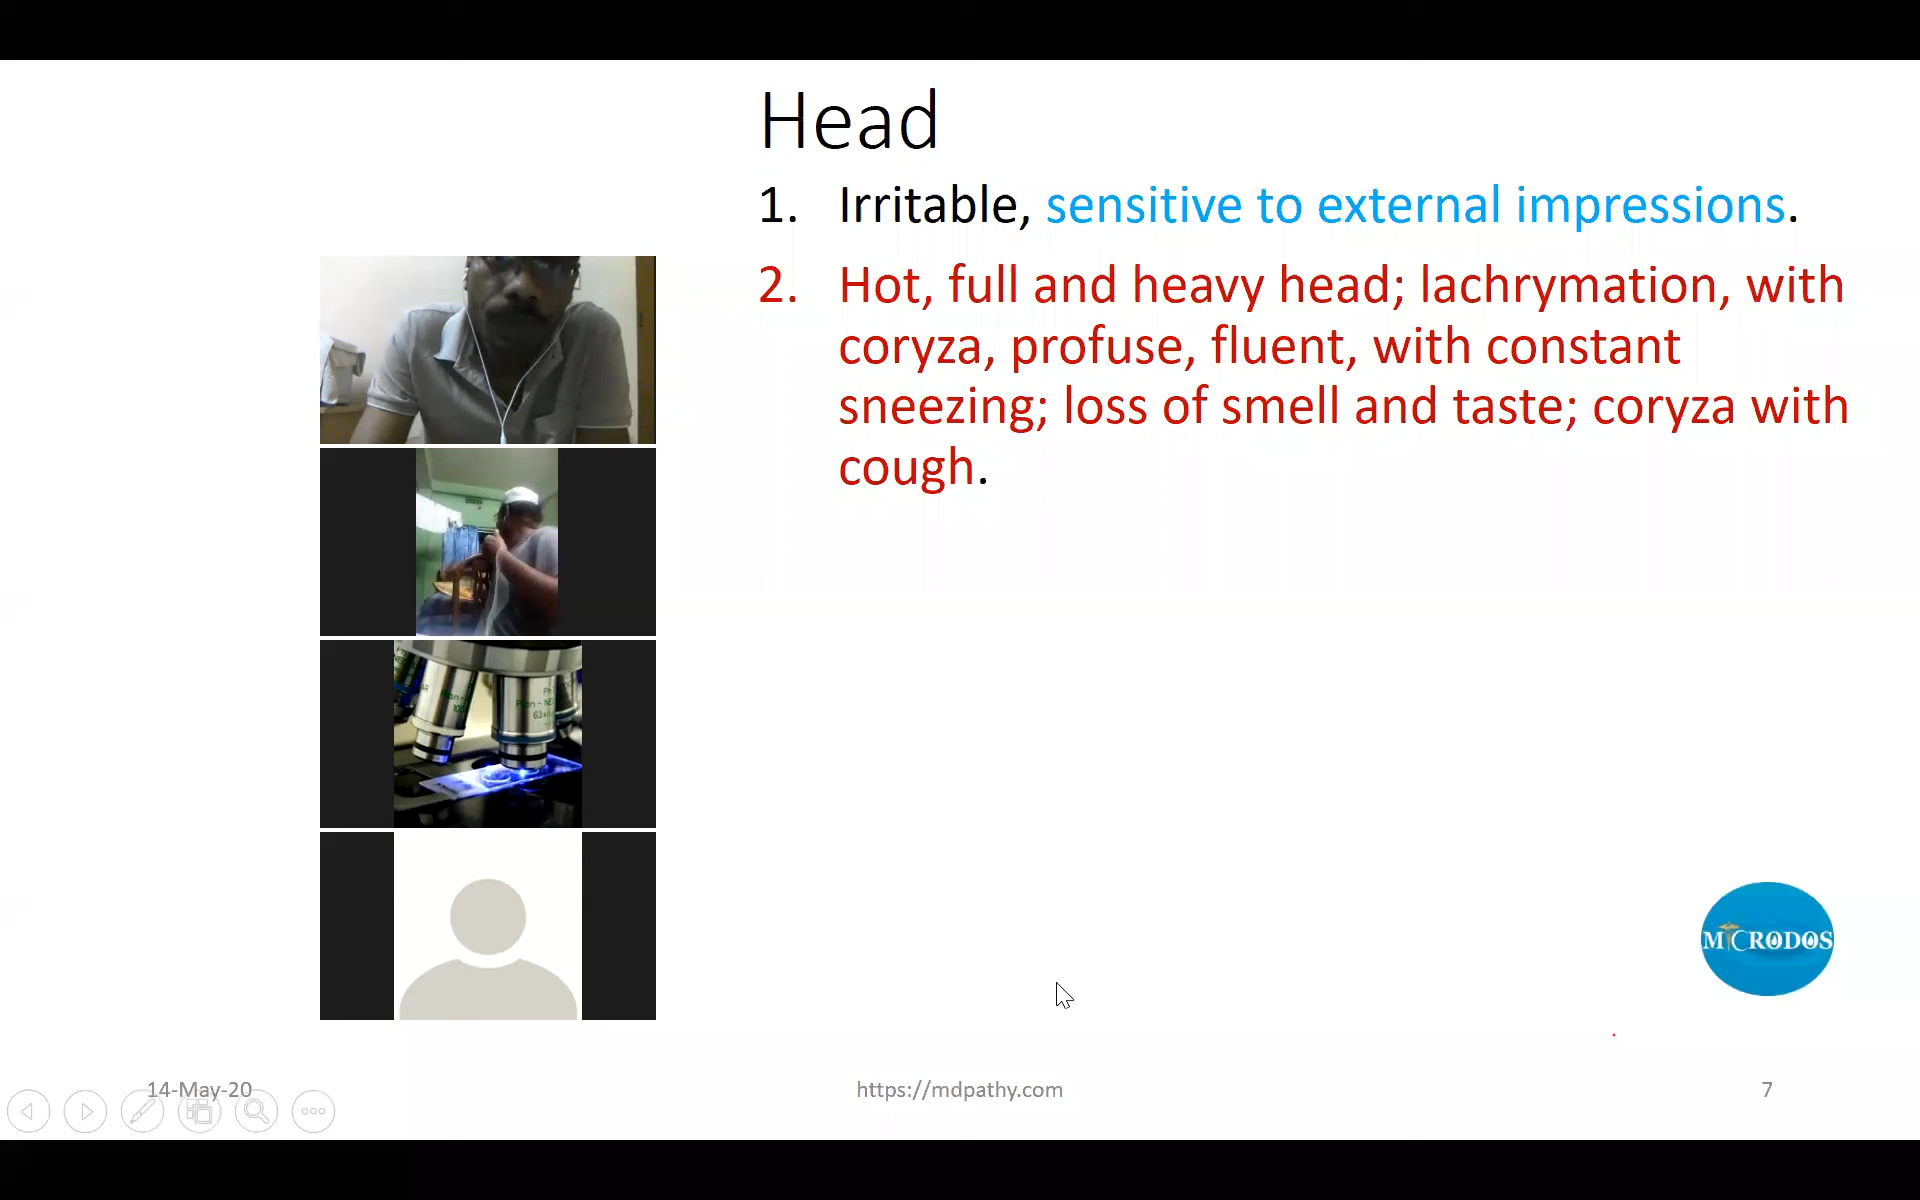 Head
1. Irritable, sensitive to external impressions.
2. Hot, full and heavy head; lachrymation, with
coryza, profuse, fluent, with constant
sneezing; loss of smell and taste; coryza with
cough.
MICRODOS
14-May-20
https://mdpathy.com
7